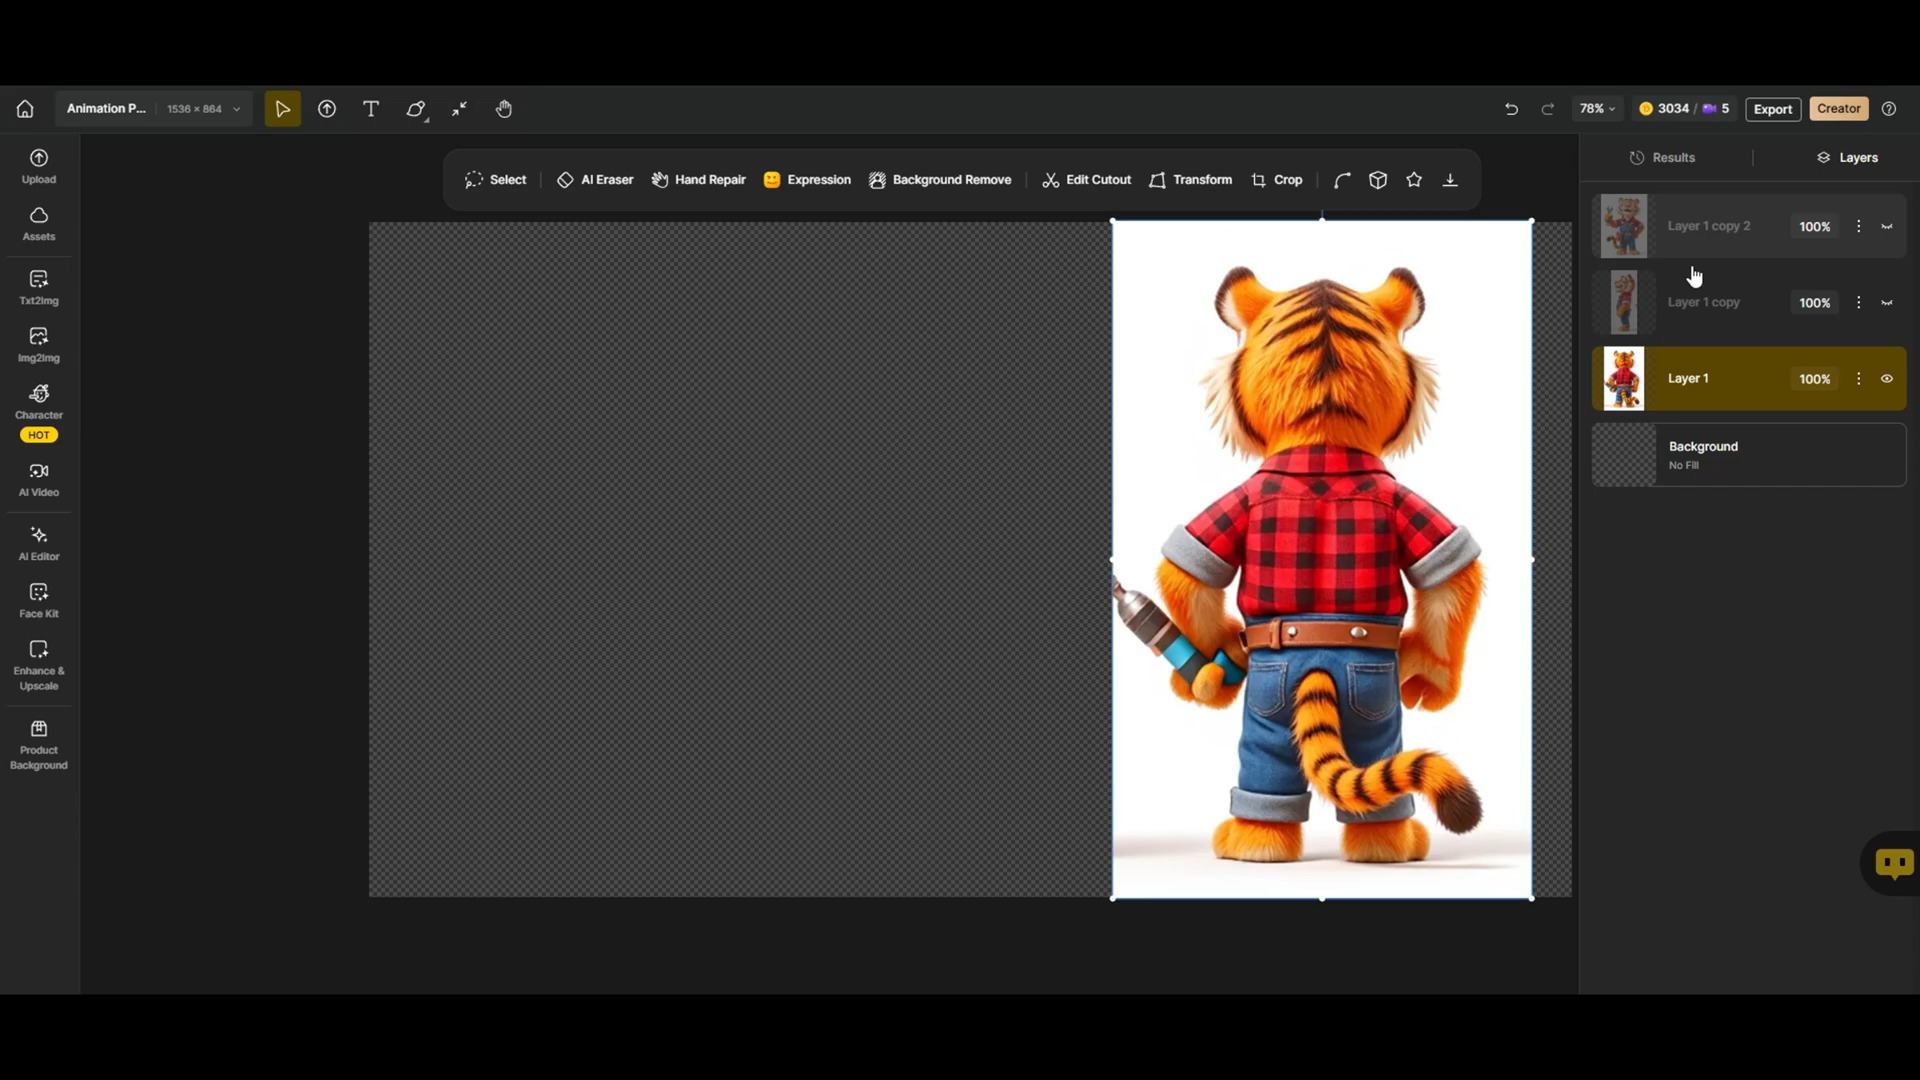 Animation P... 1536 × 864
78% 3034 / 5 Export Creator
Upload
Assets
Txt2Img
Img2Img
Character
HOT
AI Video
AI Editor
Face Kit
Enhance &
Upscale
Product
Background
Select AI Eraser Hand Repair Expression Background Remove Edit Cutout Transform Crop
Results Layers
Layer 1 copy 2 100%
Layer 1 copy 100%
Layer 1 100%
Background
No Fill